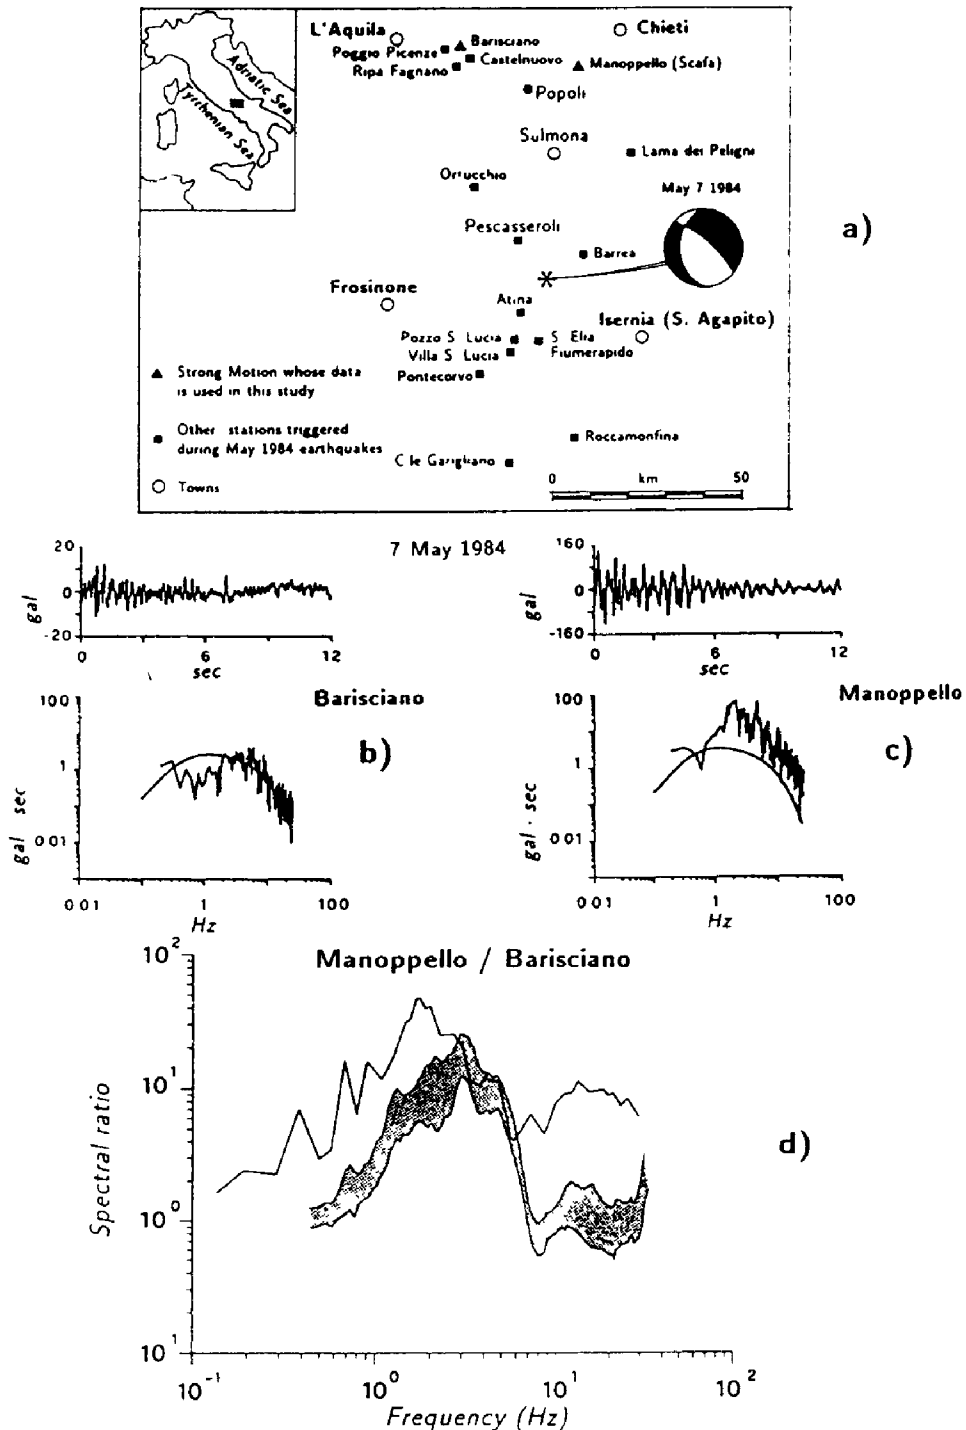 L'Aquila
Chieti
Poggio Picenze
Barisciano
Castelnuovo
Ripa Fagnano
Manoppello (Scafa)
Popoli
Adriatic Sea
Tyrrhenian Sea
Sulmona
Lama dei Peligni
Ortucchio
May 7 1984
a)
Pescasseroli
Barrea
Frosinone
Atina
Isernia (S. Agapito)
Pozzo S. Lucia
S. Elia
Fiumerapido
Villa S. Lucia
Pontecorvo
Strong Motion whose data
is used in this study
Other stations triggered
during May 1984 earthquakes
Towns
Roccamonfina
C.le Garigliano
0 km 50
7 May 1984
20
0
-20
gal
0 6 12
sec
160
0
-160
gal
0 6 12
sec
Barisciano
b)
100
1
0.01
gal sec
0.01 1 100
Hz
Manoppello
c)
100
1
0.01
gal · sec
0.01 1 100
Hz
Manoppello / Barisciano
d)
10²
10¹
10⁰
10¹
Spectral ratio
10⁻¹ 10⁰ 10¹ 10²
Frequency (Hz)